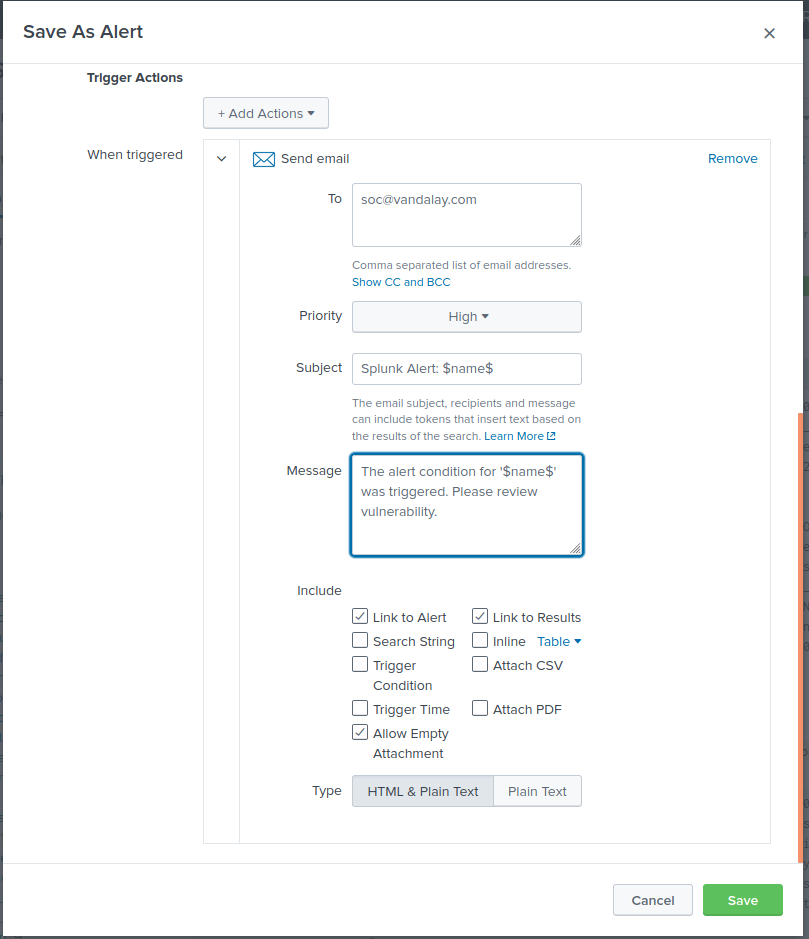 Save As Alert
Trigger Actions
+ Add Actions
When triggered
Send email
Remove
To
soc@vandalay.com
Comma separated list of email addresses.
Show CC and BCC
Priority
High
Subject
Splunk Alert: $name$
The email subject, recipients and message
can include tokens that insert text based on
the results of the search. Learn More
Message
The alert condition for '$name$'
was triggered. Please review
vulnerability.
Include
Link to Alert
Link to Results
Search String
Inline Table
Trigger
Condition
Attach CSV
Trigger Time
Attach PDF
Allow Empty
Attachment
Type
HTML & Plain Text
Plain Text
Cancel
Save